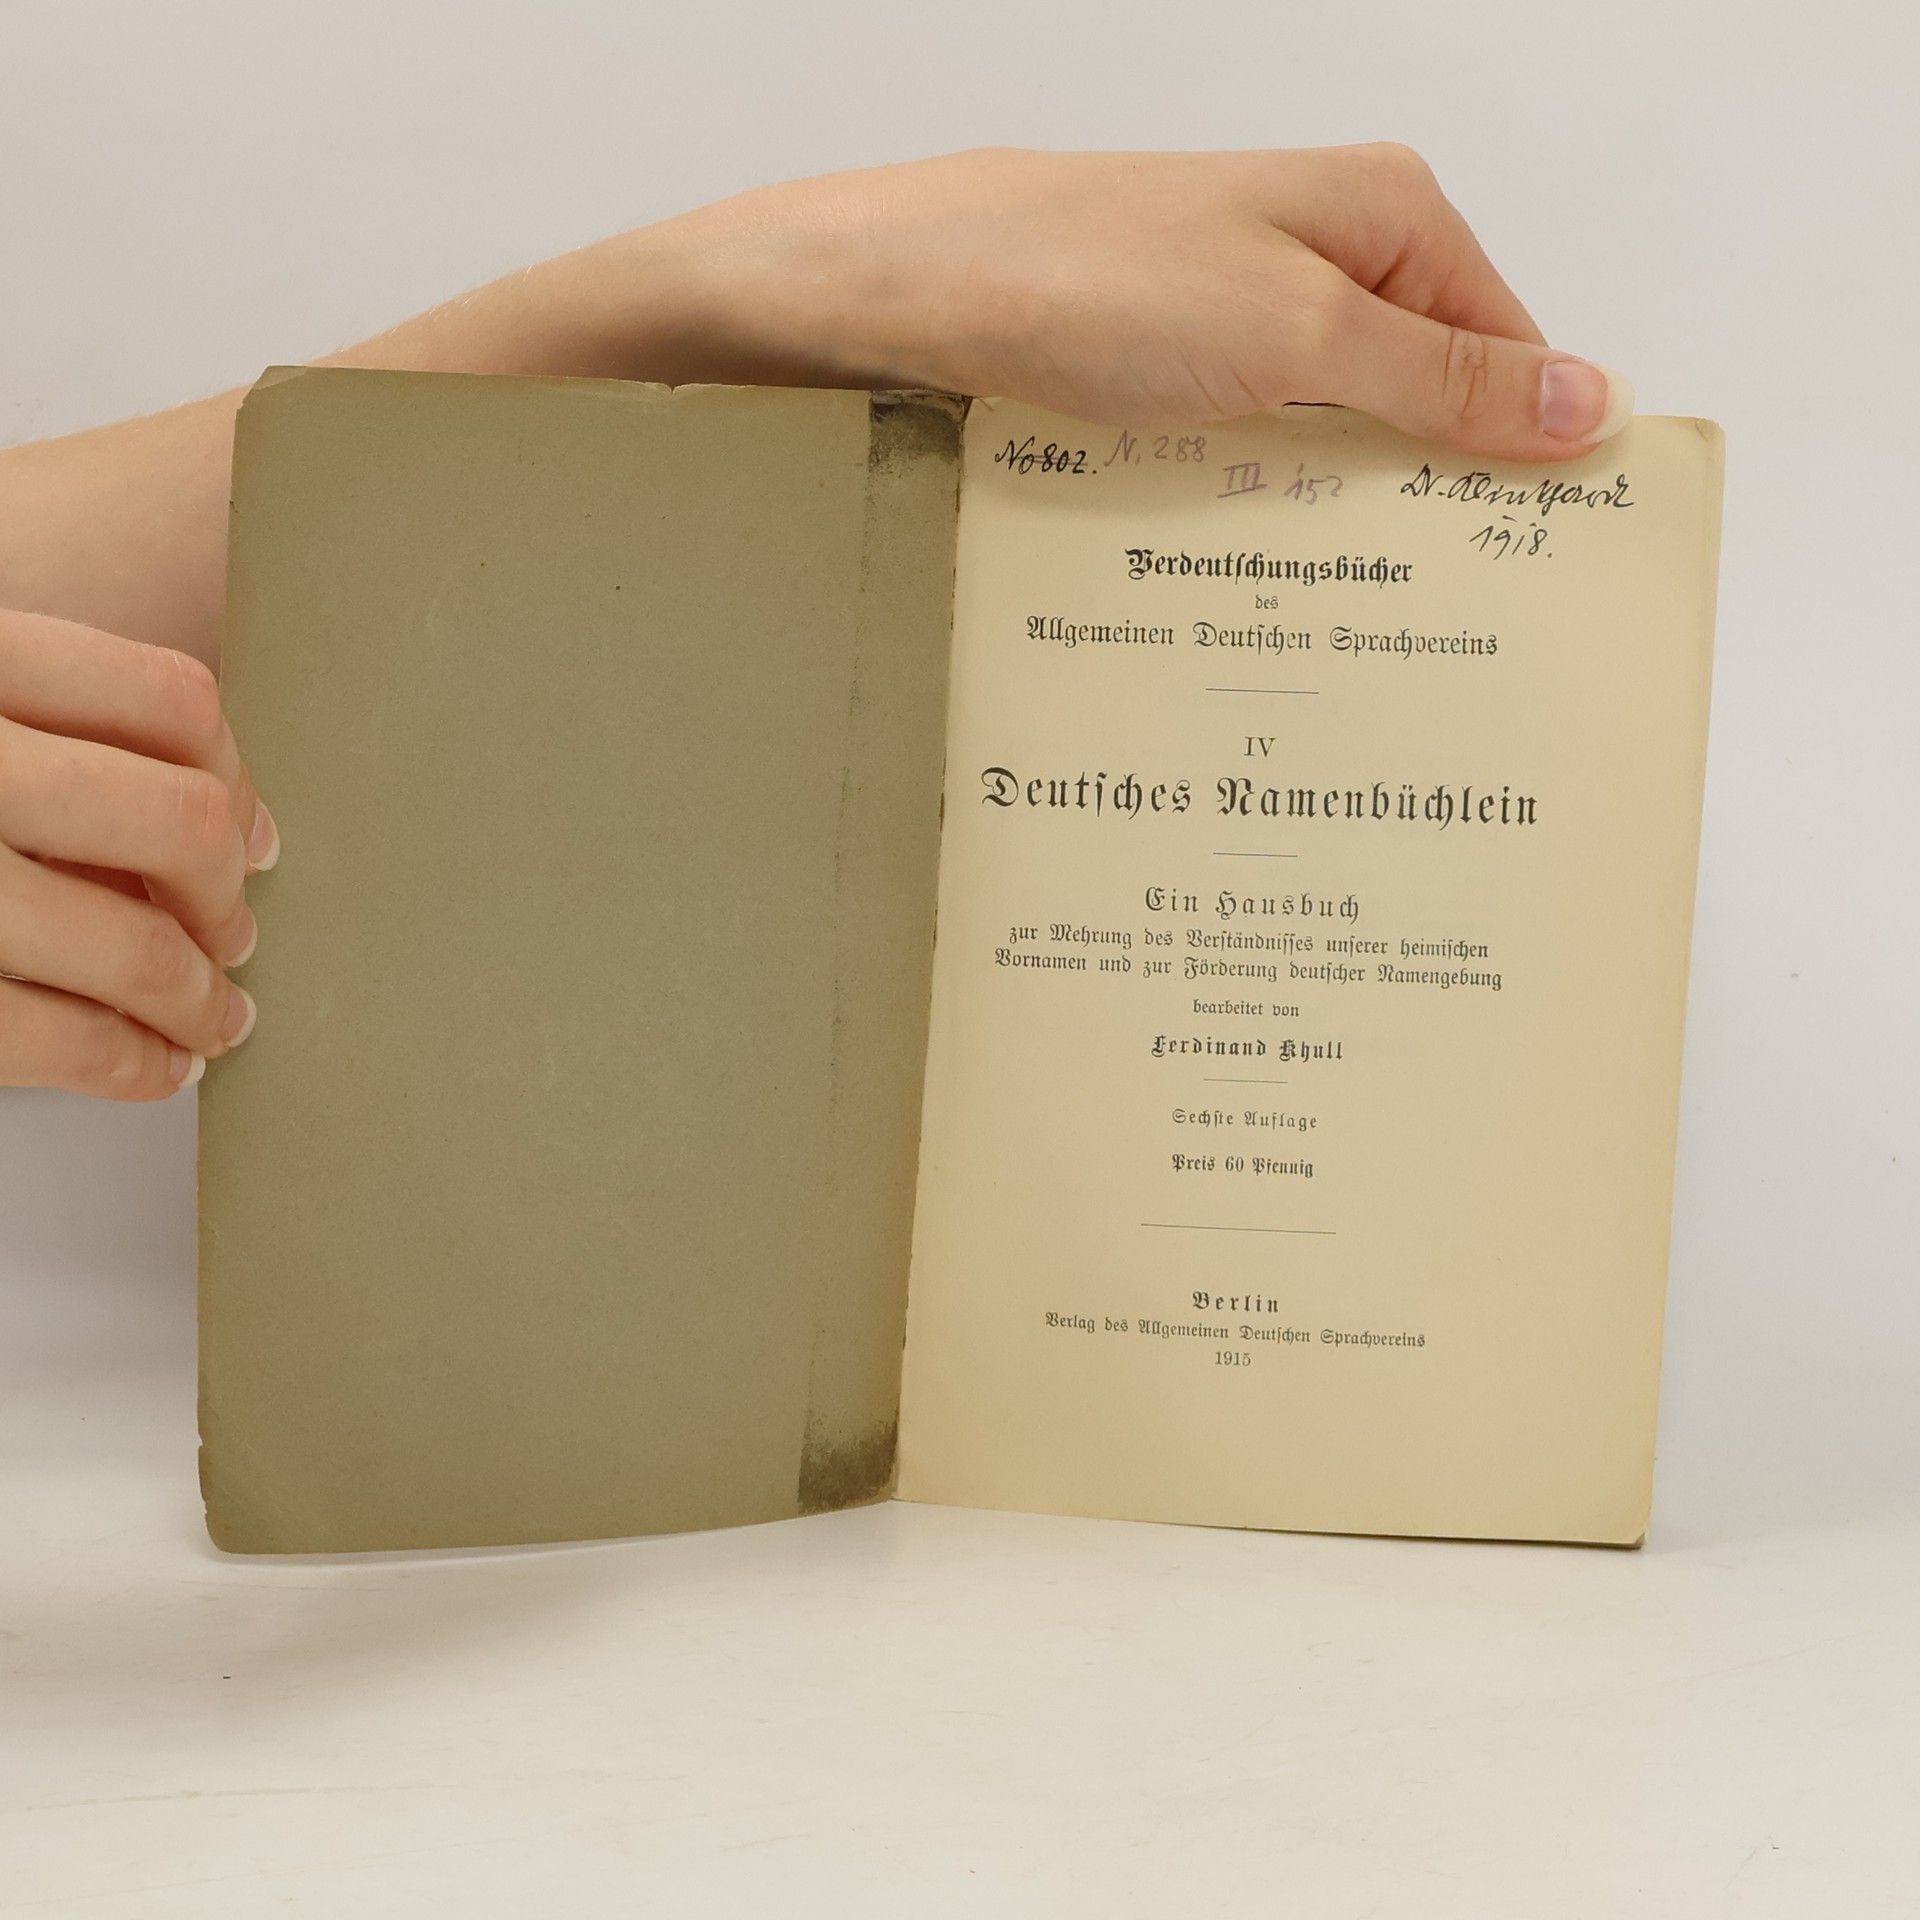 No 802. N. 288
III 152
Dr.
1918.
Verdeutſchungsbücher
des
Allgemeinen Deutſchen Sprachvereins
IV
Deutſches Namenbüchlein
Ein Hausbuch
zur Mehrung des Verſtändniſſes unſerer heimiſchen
Vornamen und zur Förderung deutſcher Namengebung
bearbeitet von
Ferdinand Khull
Sechſte Auflage
Preis 60 Pfennig
Berlin
Verlag des Allgemeinen Deutſchen Sprachvereins
1915